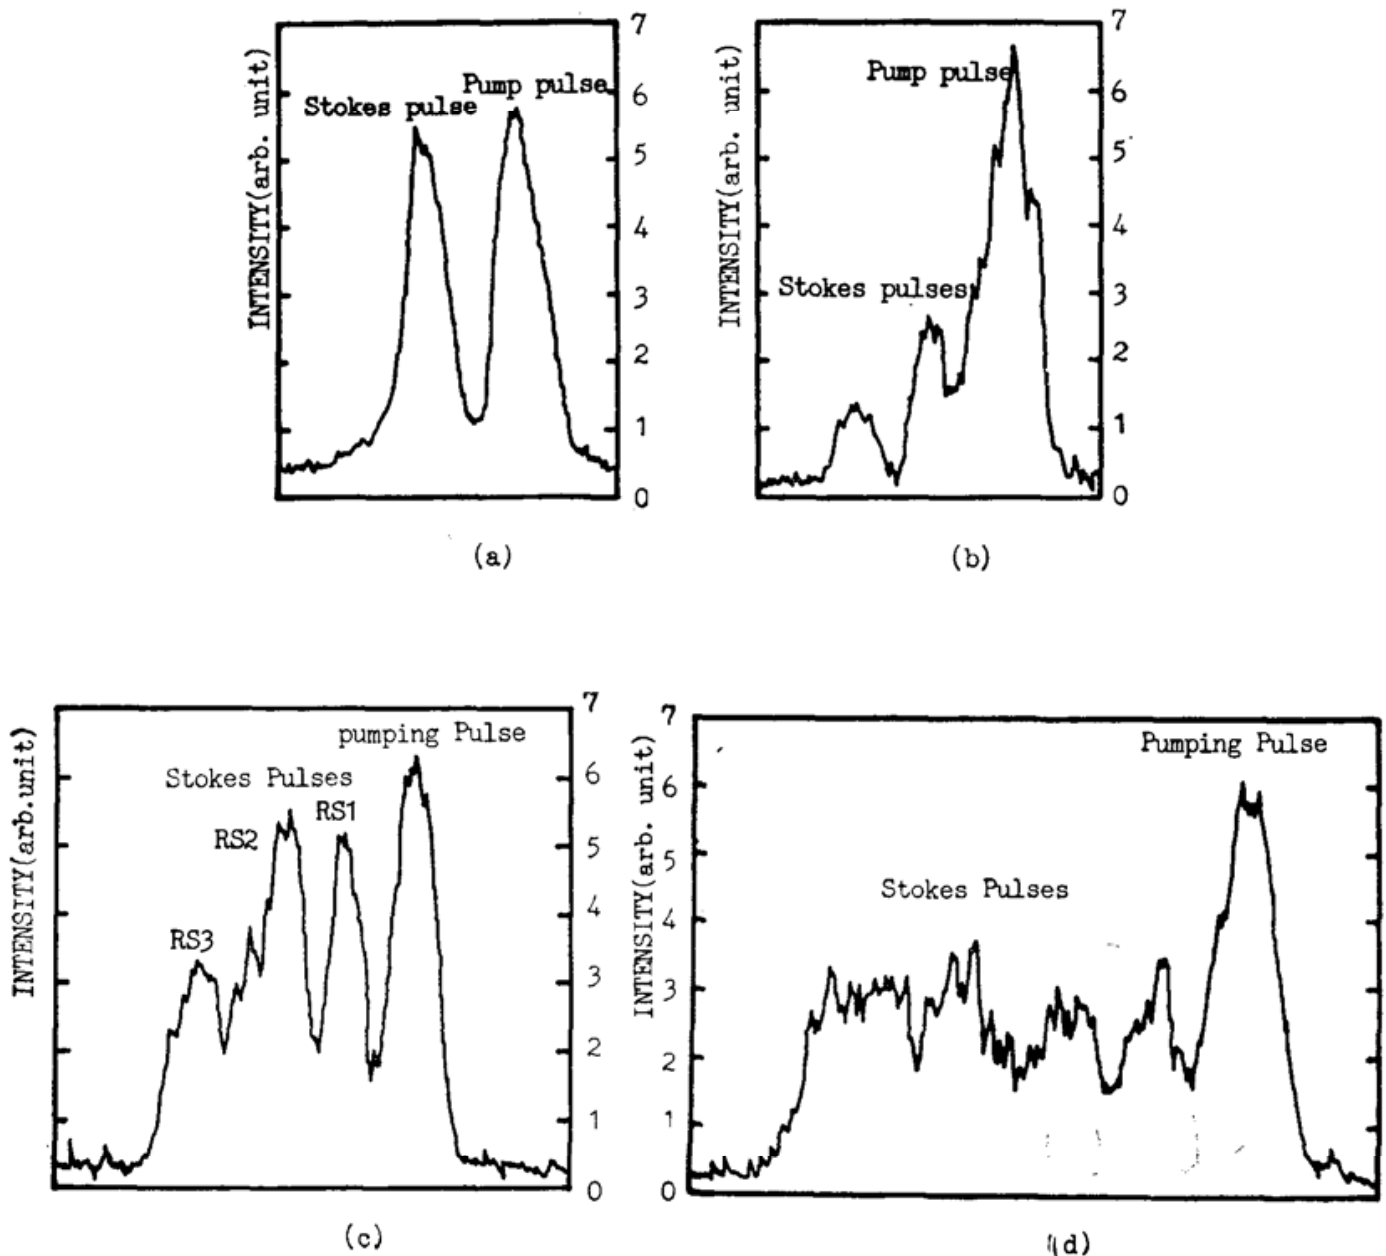 7
6
5
4
3
2
1
0
INTENSITY(arb. unit)
Stokes pulse
Pump pulse
(a)
7
6
5
4
3
2
1
0
INTENSITY(arb. unit)
Pump pulse
Stokes pulses
(b)
7
6
5
4
3
2
1
0
INTENSITY(arb.unit)
pumping Pulse
Stokes Pulses
RS1
RS2
RS3
(c)
7
6
5
4
3
2
1
0
INTENSITY(arb. unit)
Pumping Pulse
Stokes Pulses
(d)